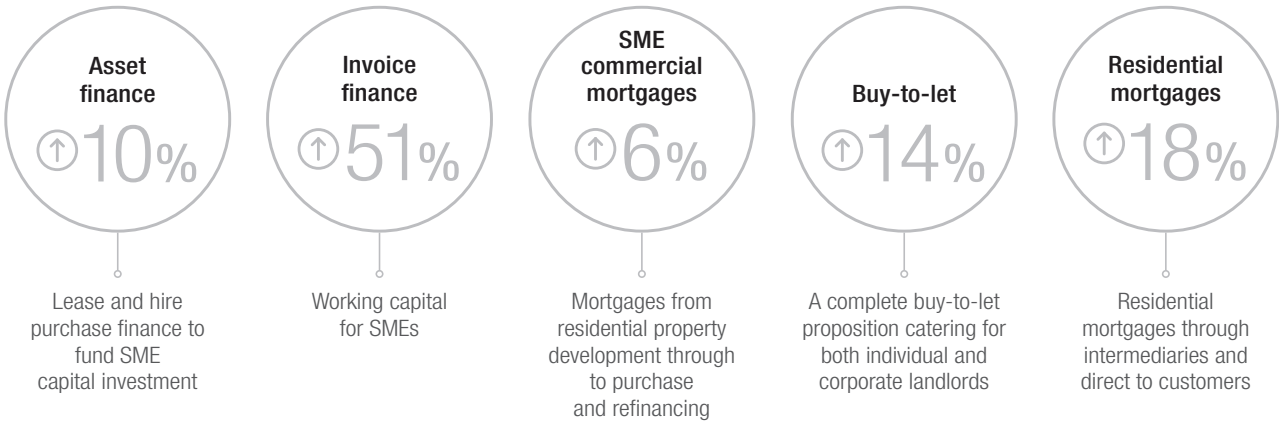 Asset
finance
10%
Lease and hire
purchase finance to
fund SME
capital investment
Invoice
finance
51%
Working capital
for SMEs
SME
commercial
mortgages
6%
Mortgages from
residential property
development through
to purchase
and refinancing
Buy-to-let
14%
A complete buy-to-let
proposition catering for
both individual and
corporate landlords
Residential
mortgages
18%
Residential
mortgages through
intermediaries and
direct to customers